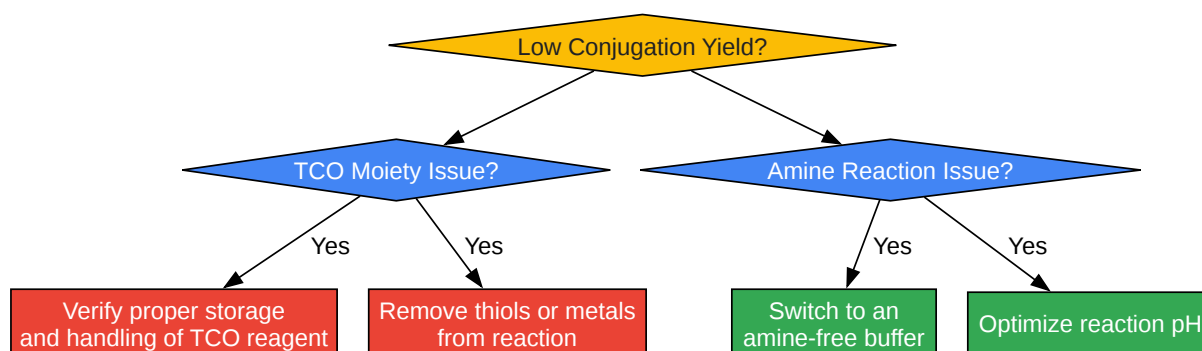 Low Conjugation Yield?
TCO Moiety Issue?
Amine Reaction Issue?
Yes
Yes
Yes
Yes
Verify proper storage
and handling of TCO reagent
Remove thiols or metals
from reaction
Switch to an
amine-free buffer
Optimize reaction pH